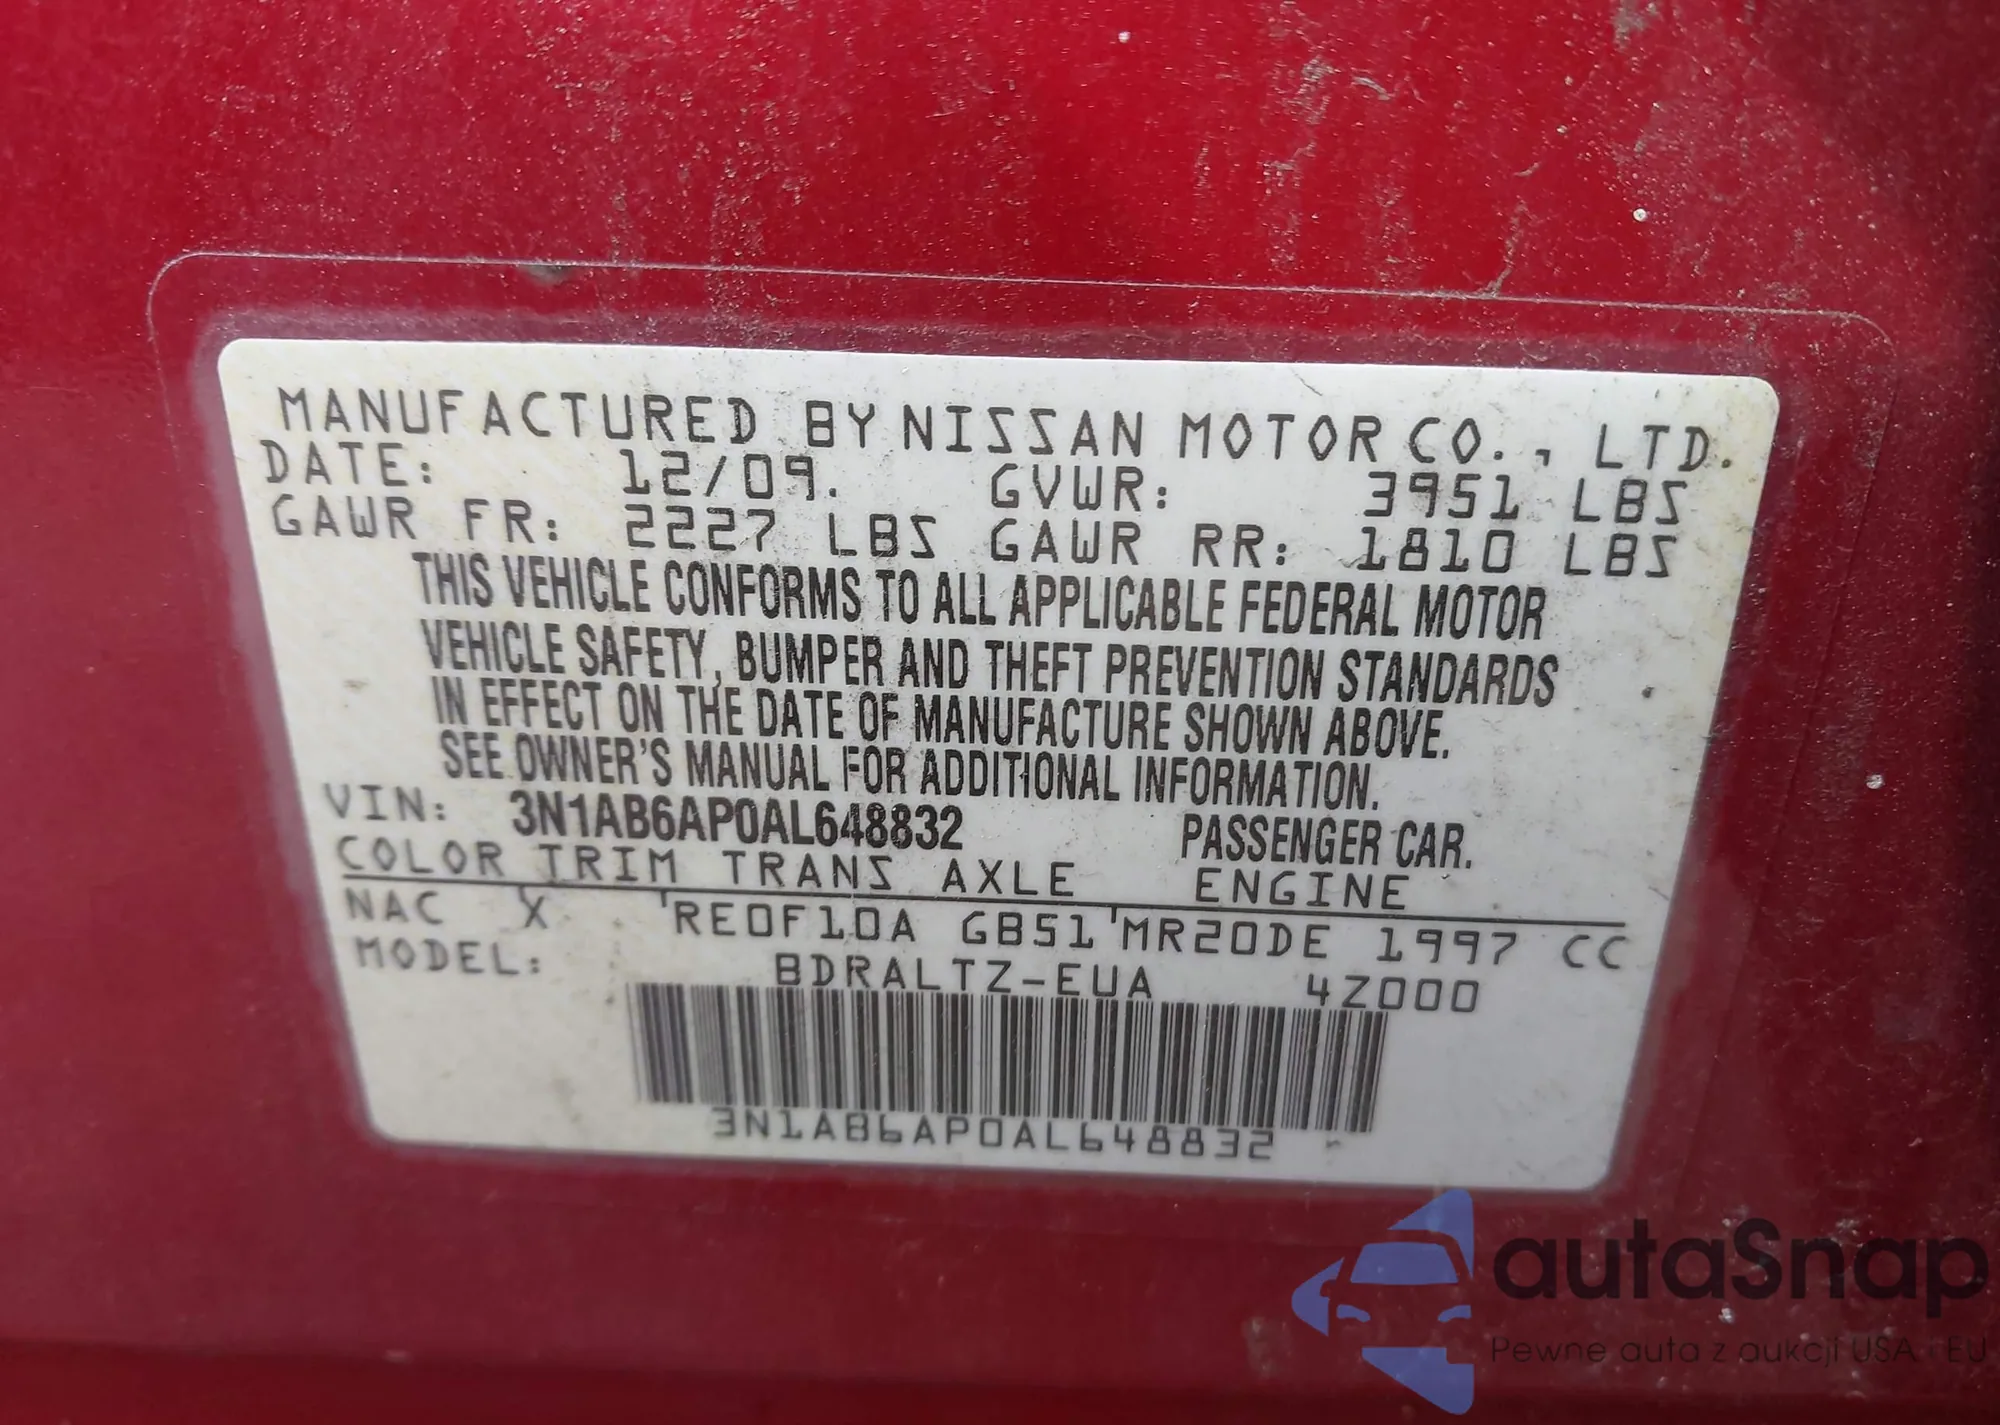 MANUFACTURED BY NISSAN MOTOR CO., LTD.
DATE: 12/09. GVWR: 3951 LBS
GAWR FR: 2227 LBS GAWR RR: 1810 LBS
THIS VEHICLE CONFORMS TO ALL APPLICABLE FEDERAL MOTOR
VEHICLE SAFETY, BUMPER AND THEFT PREVENTION STANDARDS
IN EFFECT ON THE DATE OF MANUFACTURE SHOWN ABOVE.
SEE OWNER'S MANUAL FOR ADDITIONAL INFORMATION.
VIN: 3N1AB6AP0AL648832 PASSENGER CAR.
COLOR TRIM TRANS AXLE ENGINE
NAC X 'RE0F10A GB51'MR20DE 1997 CC
MODEL: BDRALTZ-EUA 4Z000
3N1AB6AP0AL648832
autaSnap
Pewne auta z aukcji USA i EU